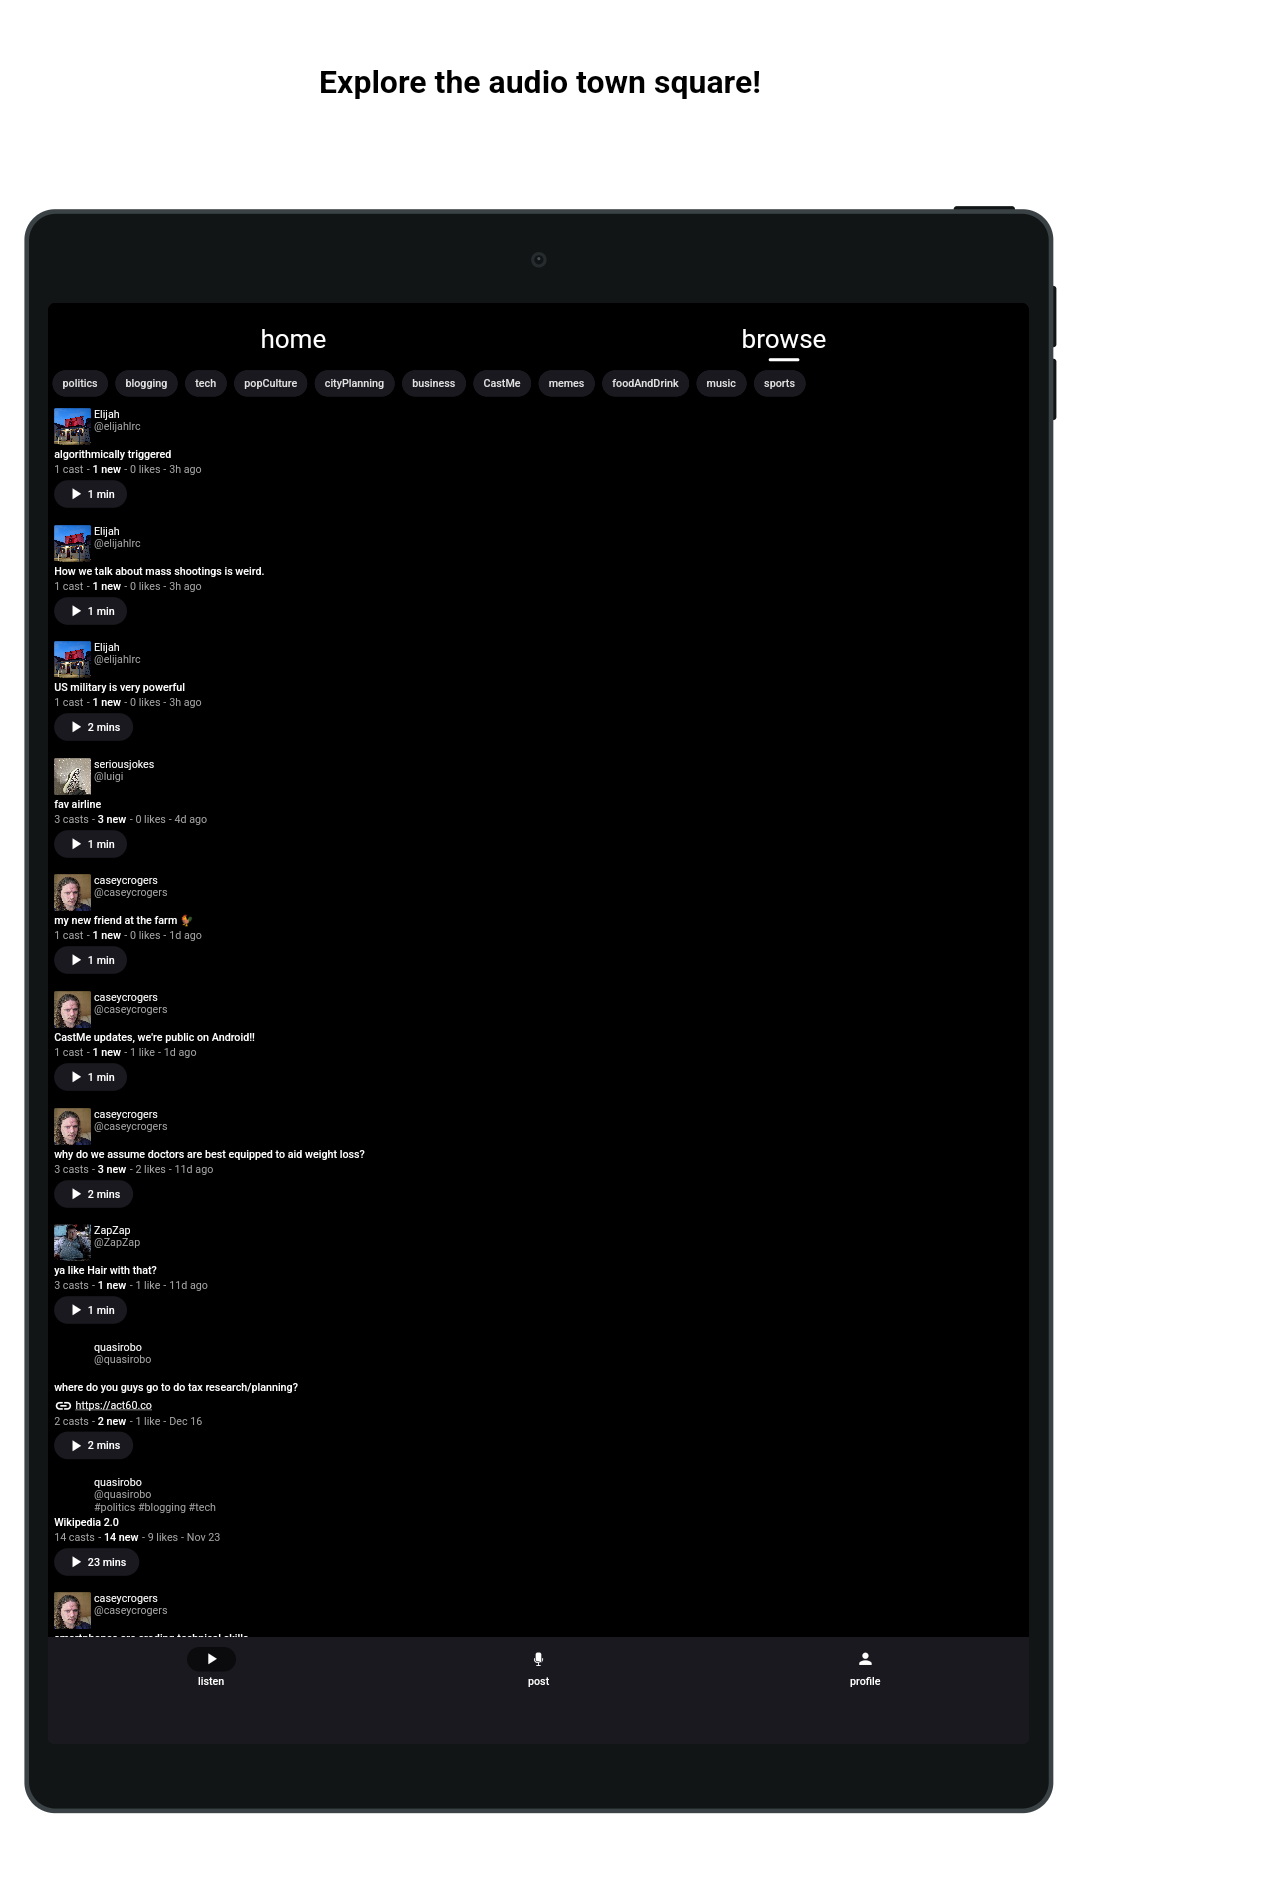 Explore the audio town square!
home browse
politics blogging tech popCulture cityPlanning business CastMe memes foodAndDrink music sports
Elijah
@elijahlrc
algorithmically triggered
1 cast - 1 new - 0 likes - 3h ago
1 min
Elijah
@elijahlrc
How we talk about mass shootings is weird.
1 cast - 1 new - 0 likes - 3h ago
1 min
Elijah
@elijahlrc
US military is very powerful
1 cast - 1 new - 0 likes - 3h ago
2 mins
seriousjokes
@luigi
fav airline
3 casts - 3 new - 0 likes - 4d ago
1 min
caseycrogers
@caseycrogers
my new friend at the farm 🐓
1 cast - 1 new - 0 likes - 1d ago
1 min
caseycrogers
@caseycrogers
CastMe updates, we're public on Android!!
1 cast - 1 new - 1 like - 1d ago
1 min
caseycrogers
@caseycrogers
why do we assume doctors are best equipped to aid weight loss?
3 casts - 3 new - 2 likes - 11d ago
2 mins
ZapZap
@ZapZap
ya like Hair with that?
3 casts - 1 new - 1 like - 11d ago
1 min
quasirobo
@quasirobo
where do you guys go to do tax research/planning?
https://act60.co
2 casts - 2 new - 1 like - Dec 16
2 mins
quasirobo
@quasirobo
#politics #blogging #tech
Wikipedia 2.0
14 casts - 14 new - 9 likes - Nov 23
23 mins
caseycrogers
@caseycrogers
listen post profile